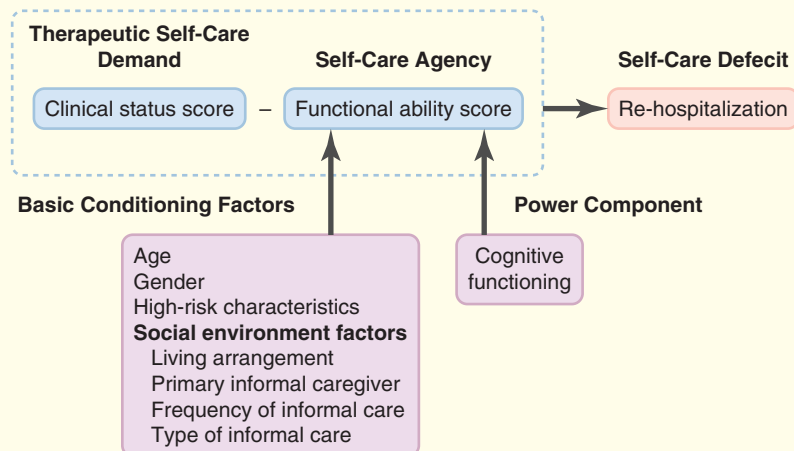 Therapeutic Self-Care
Demand
Self-Care Agency
Self-Care Defecit
Clinical status score
–
Functional ability score
Re-hospitalization
Basic Conditioning Factors
Power Component
Age
Gender
High-risk characteristics
Social environment factors
Living arrangement
Primary informal caregiver
Frequency of informal care
Type of informal care
Cognitive
functioning